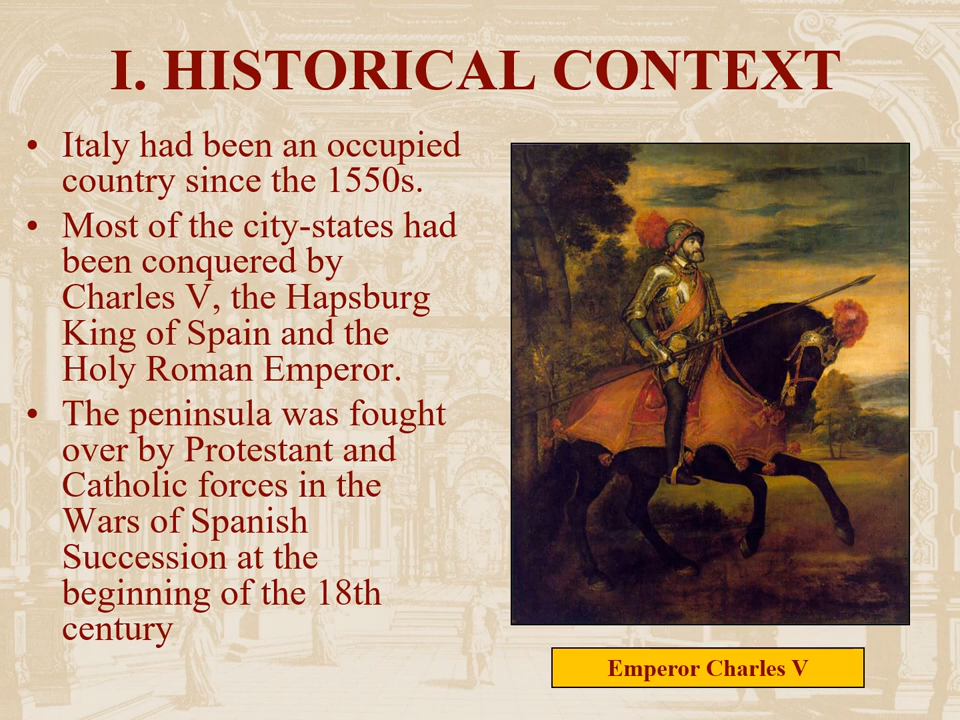 I. HISTORICAL CONTEXT
• Italy had been an occupied
country since the 1550s.
• Most of the city-states had
been conquered by
Charles V, the Hapsburg
King of Spain and the
Holy Roman Emperor.
• The peninsula was fought
over by Protestant and
Catholic forces in the
Wars of Spanish
Succession at the
beginning of the 18th
century
Emperor Charles V